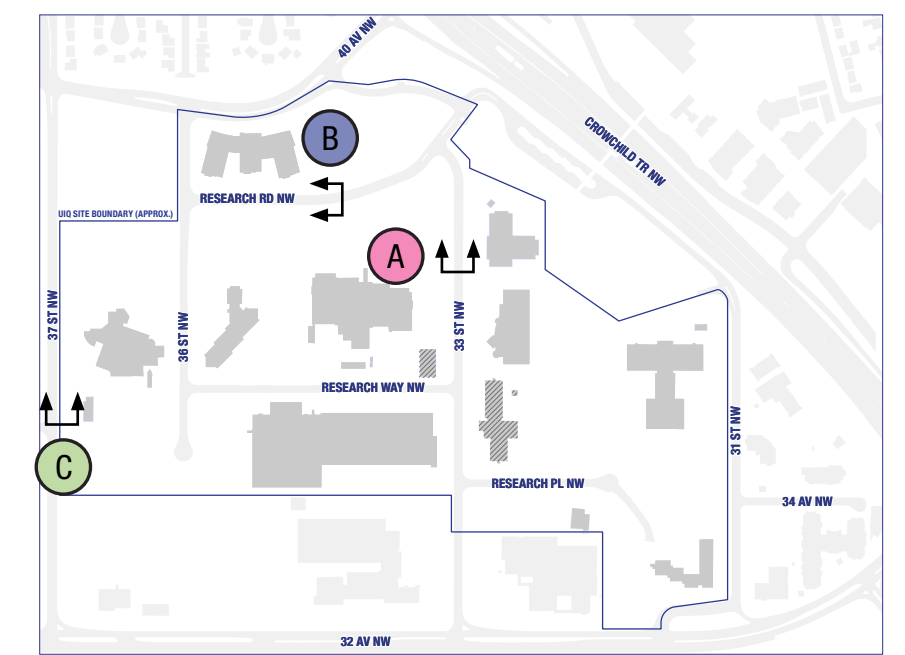 40 AV NW
CROWCHILD TR NW
B
RESEARCH RD NW
UIQ SITE BOUNDARY (APPROX.)
A
37 ST NW
36 ST NW
33 ST NW
RESEARCH WAY NW
31 ST NW
C
RESEARCH PL NW
34 AV NW
32 AV NW